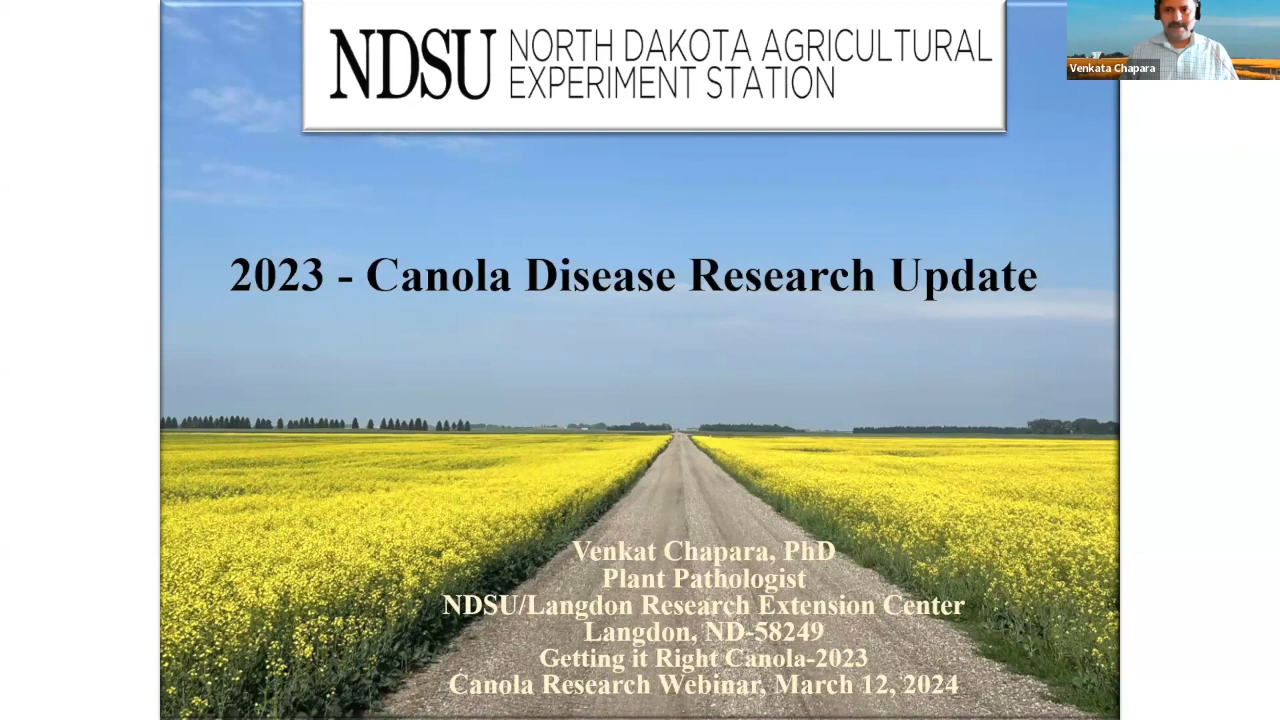 NDSU NORTH DAKOTA AGRICULTURAL
EXPERIMENT STATION
Venkata Chapara
2023 - Canola Disease Research Update
Venkat Chapara, PhD
Plant Pathologist
NDSU/Langdon Research Extension Center
Langdon, ND-58249
Getting it Right Canola-2023
Canola Research Webinar, March 12, 2024